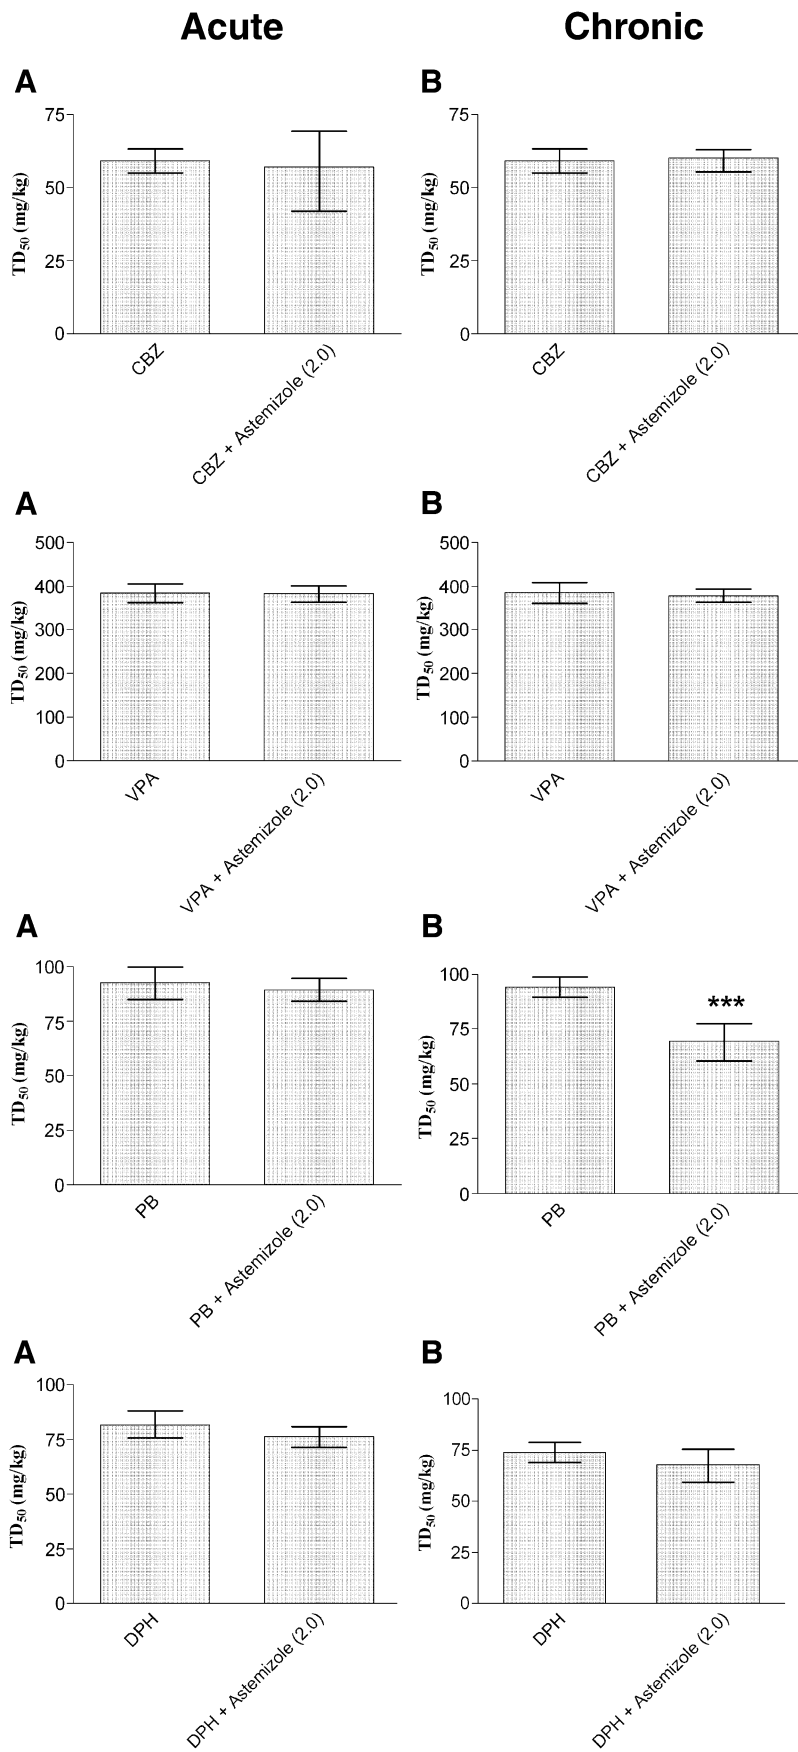 Acute Chronic
A B
75 75
50 50
25 25
0 0
TD50 (mg/kg) TD50 (mg/kg)
CBZ CBZ + Astemizole (2.0) CBZ CBZ + Astemizole (2.0)
A B
500 500
400 400
300 300
200 200
100 100
0 0
TD50 (mg/kg) TD50 (mg/kg)
VPA VPA + Astemizole (2.0) VPA VPA + Astemizole (2.0)
A B
100 100
75 75
50 50
25 25
0 0
TD50 (mg/kg) TD50 (mg/kg)
***
PB PB + Astemizole (2.0) PB PB + Astemizole (2.0)
A B
100 100
75 75
50 50
25 25
0 0
TD50 (mg/kg) TD50 (mg/kg)
DPH DPH + Astemizole (2.0) DPH DPH + Astemizole (2.0)